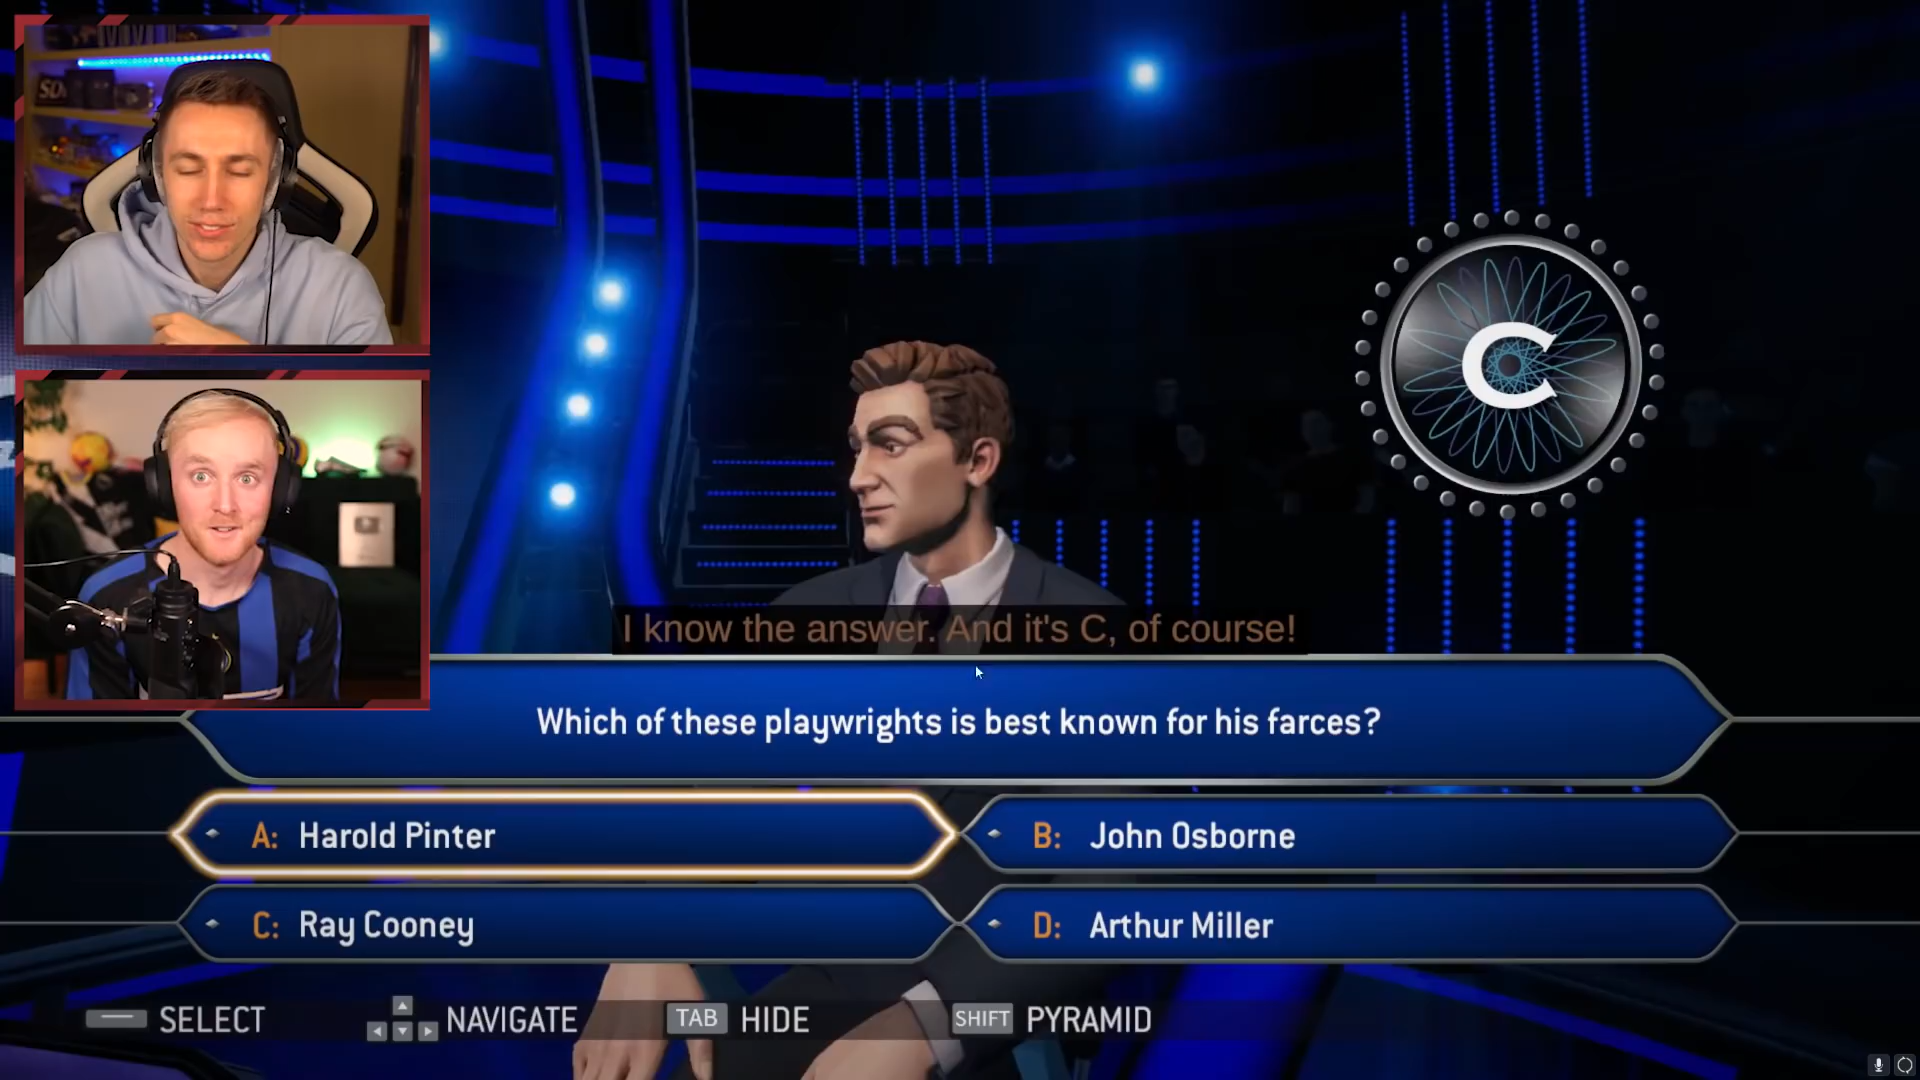 SD
C
I know the answer. And it's C, of course!
Which of these playwrights is best known for his farces?
A: Harold Pinter
B: John Osborne
C: Ray Cooney
D: Arthur Miller
SELECT
NAVIGATE
TAB HIDE
SHIFT PYRAMID